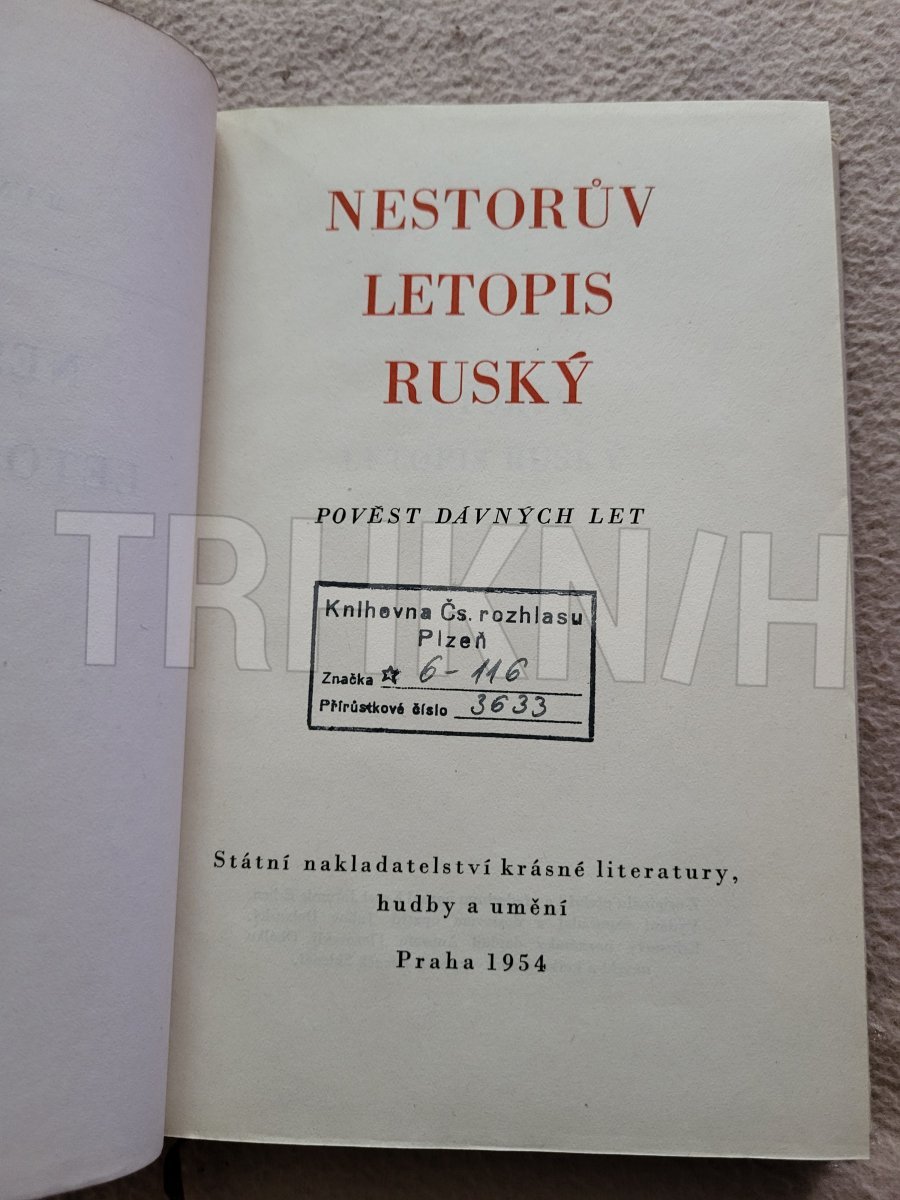 NESTORŮV
LETOPIS
RUSKÝ
POVĚST DÁVNÝCH LET
TRHKN/H
Knihovna Čs. rozhlasu
Plzeň
Značka ☆ 6-116
Přírůstkové číslo 3633
Státní nakladatelství krásné literatury,
hudby a umění
Praha 1954